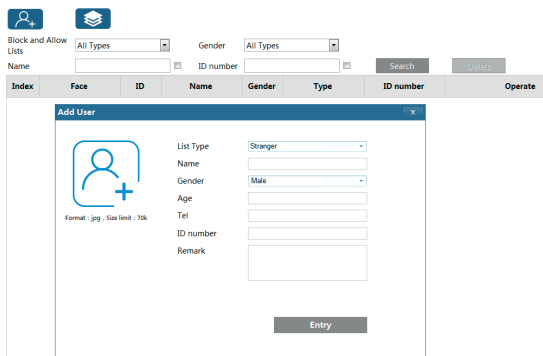 Block and Allow Lists All Types Gender All Types
Name ID number Search Delete
Index Face ID Name Gender Type ID number Operate
Add User x
List Type Stranger
Name
Gender Male
Age
Format : jpg , Size limit : 70k
Tel
ID number
Remark
Entry